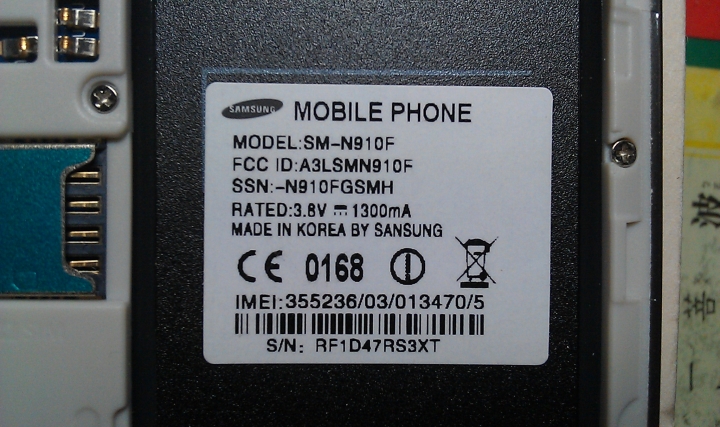 SAMSUNG MOBILE PHONE
MODEL:SM-N910F
FCC ID:A3LSMN910F
SSN:-N910FGSMH
RATED:3.8V ⎓ 1300mA
MADE IN KOREA BY SANSUNG
CE 0168
IMEI:355236/03/013470/5
S/N: RF1D47RS3XT
波